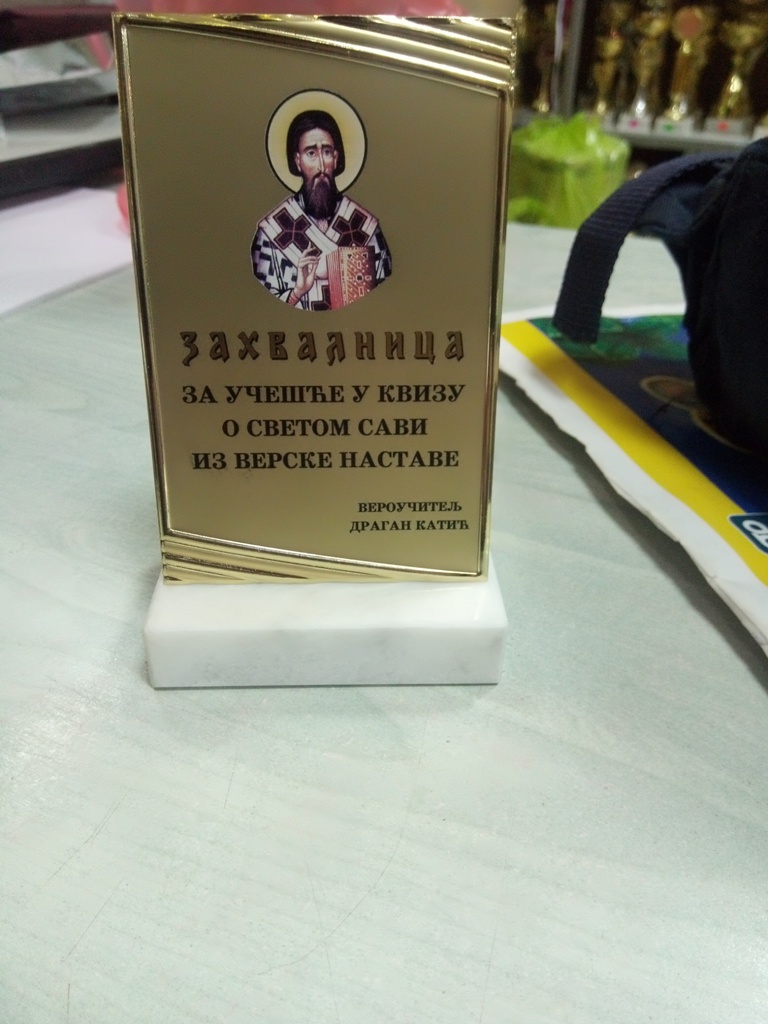 ЗАХВАЛНИЦА
ЗА УЧЕШЋЕ У КВИЗУ
О СВЕТОМ САВИ
ИЗ ВЕРСКЕ НАСТАВЕ
ВЕРОУЧИТЕЉ
ДРАГАН КАТИЋ